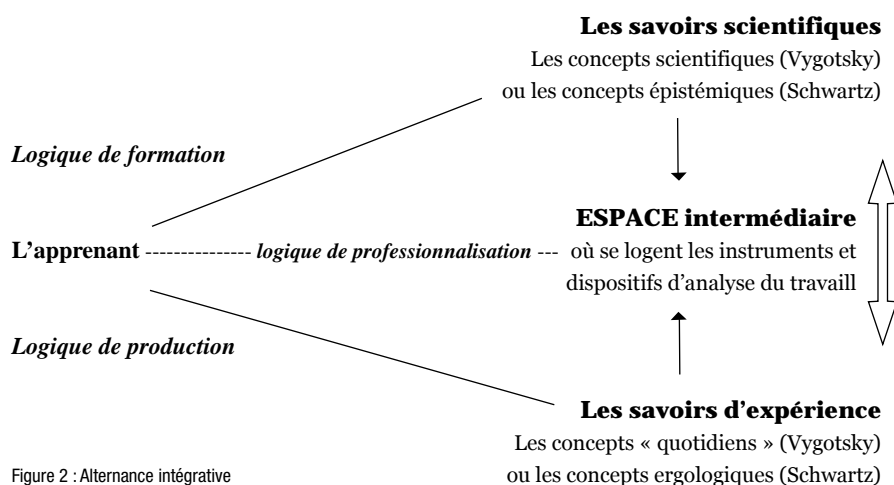 Les savoirs scientifiques
Les concepts scientifiques (Vygotsky)
ou les concepts épistémiques (Schwartz)
Logique de formation
ESPACE intermédiaire
L'apprenant --------------- logique de professionnalisation --- où se logent les instruments et
dispositifs d'analyse du travaill
Logique de production
Les savoirs d'expérience
Les concepts « quotidiens » (Vygotsky)
Figure 2 : Alternance intégrative
ou les concepts ergologiques (Schwartz)